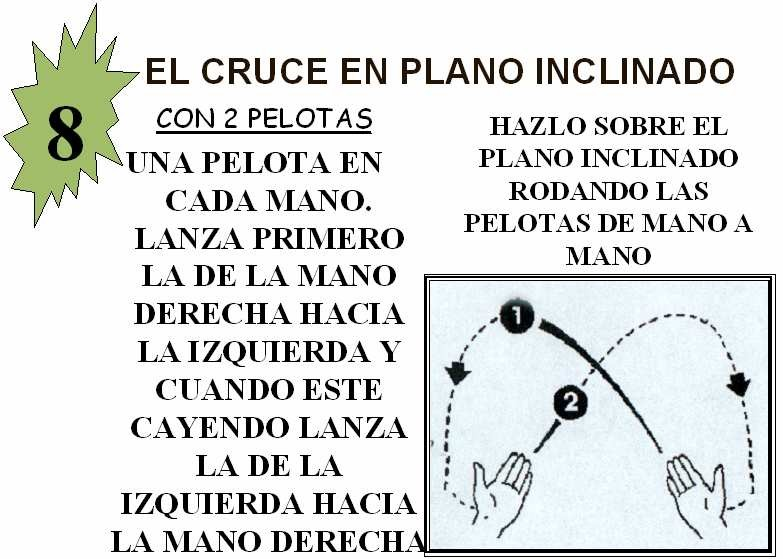 8
EL CRUCE EN PLANO INCLINADO
CON 2 PELOTAS
UNA PELOTA EN
CADA MANO.
LANZA PRIMERO
LA DE LA MANO
DERECHA HACIA
LA IZQUIERDA Y
CUANDO ESTE
CAYENDO LANZA
LA DE LA
IZQUIERDA HACIA
LA MANO DERECHA
HAZLO SOBRE EL
PLANO INCLINADO
RODANDO LAS
PELOTAS DE MANO A
MANO
1
2